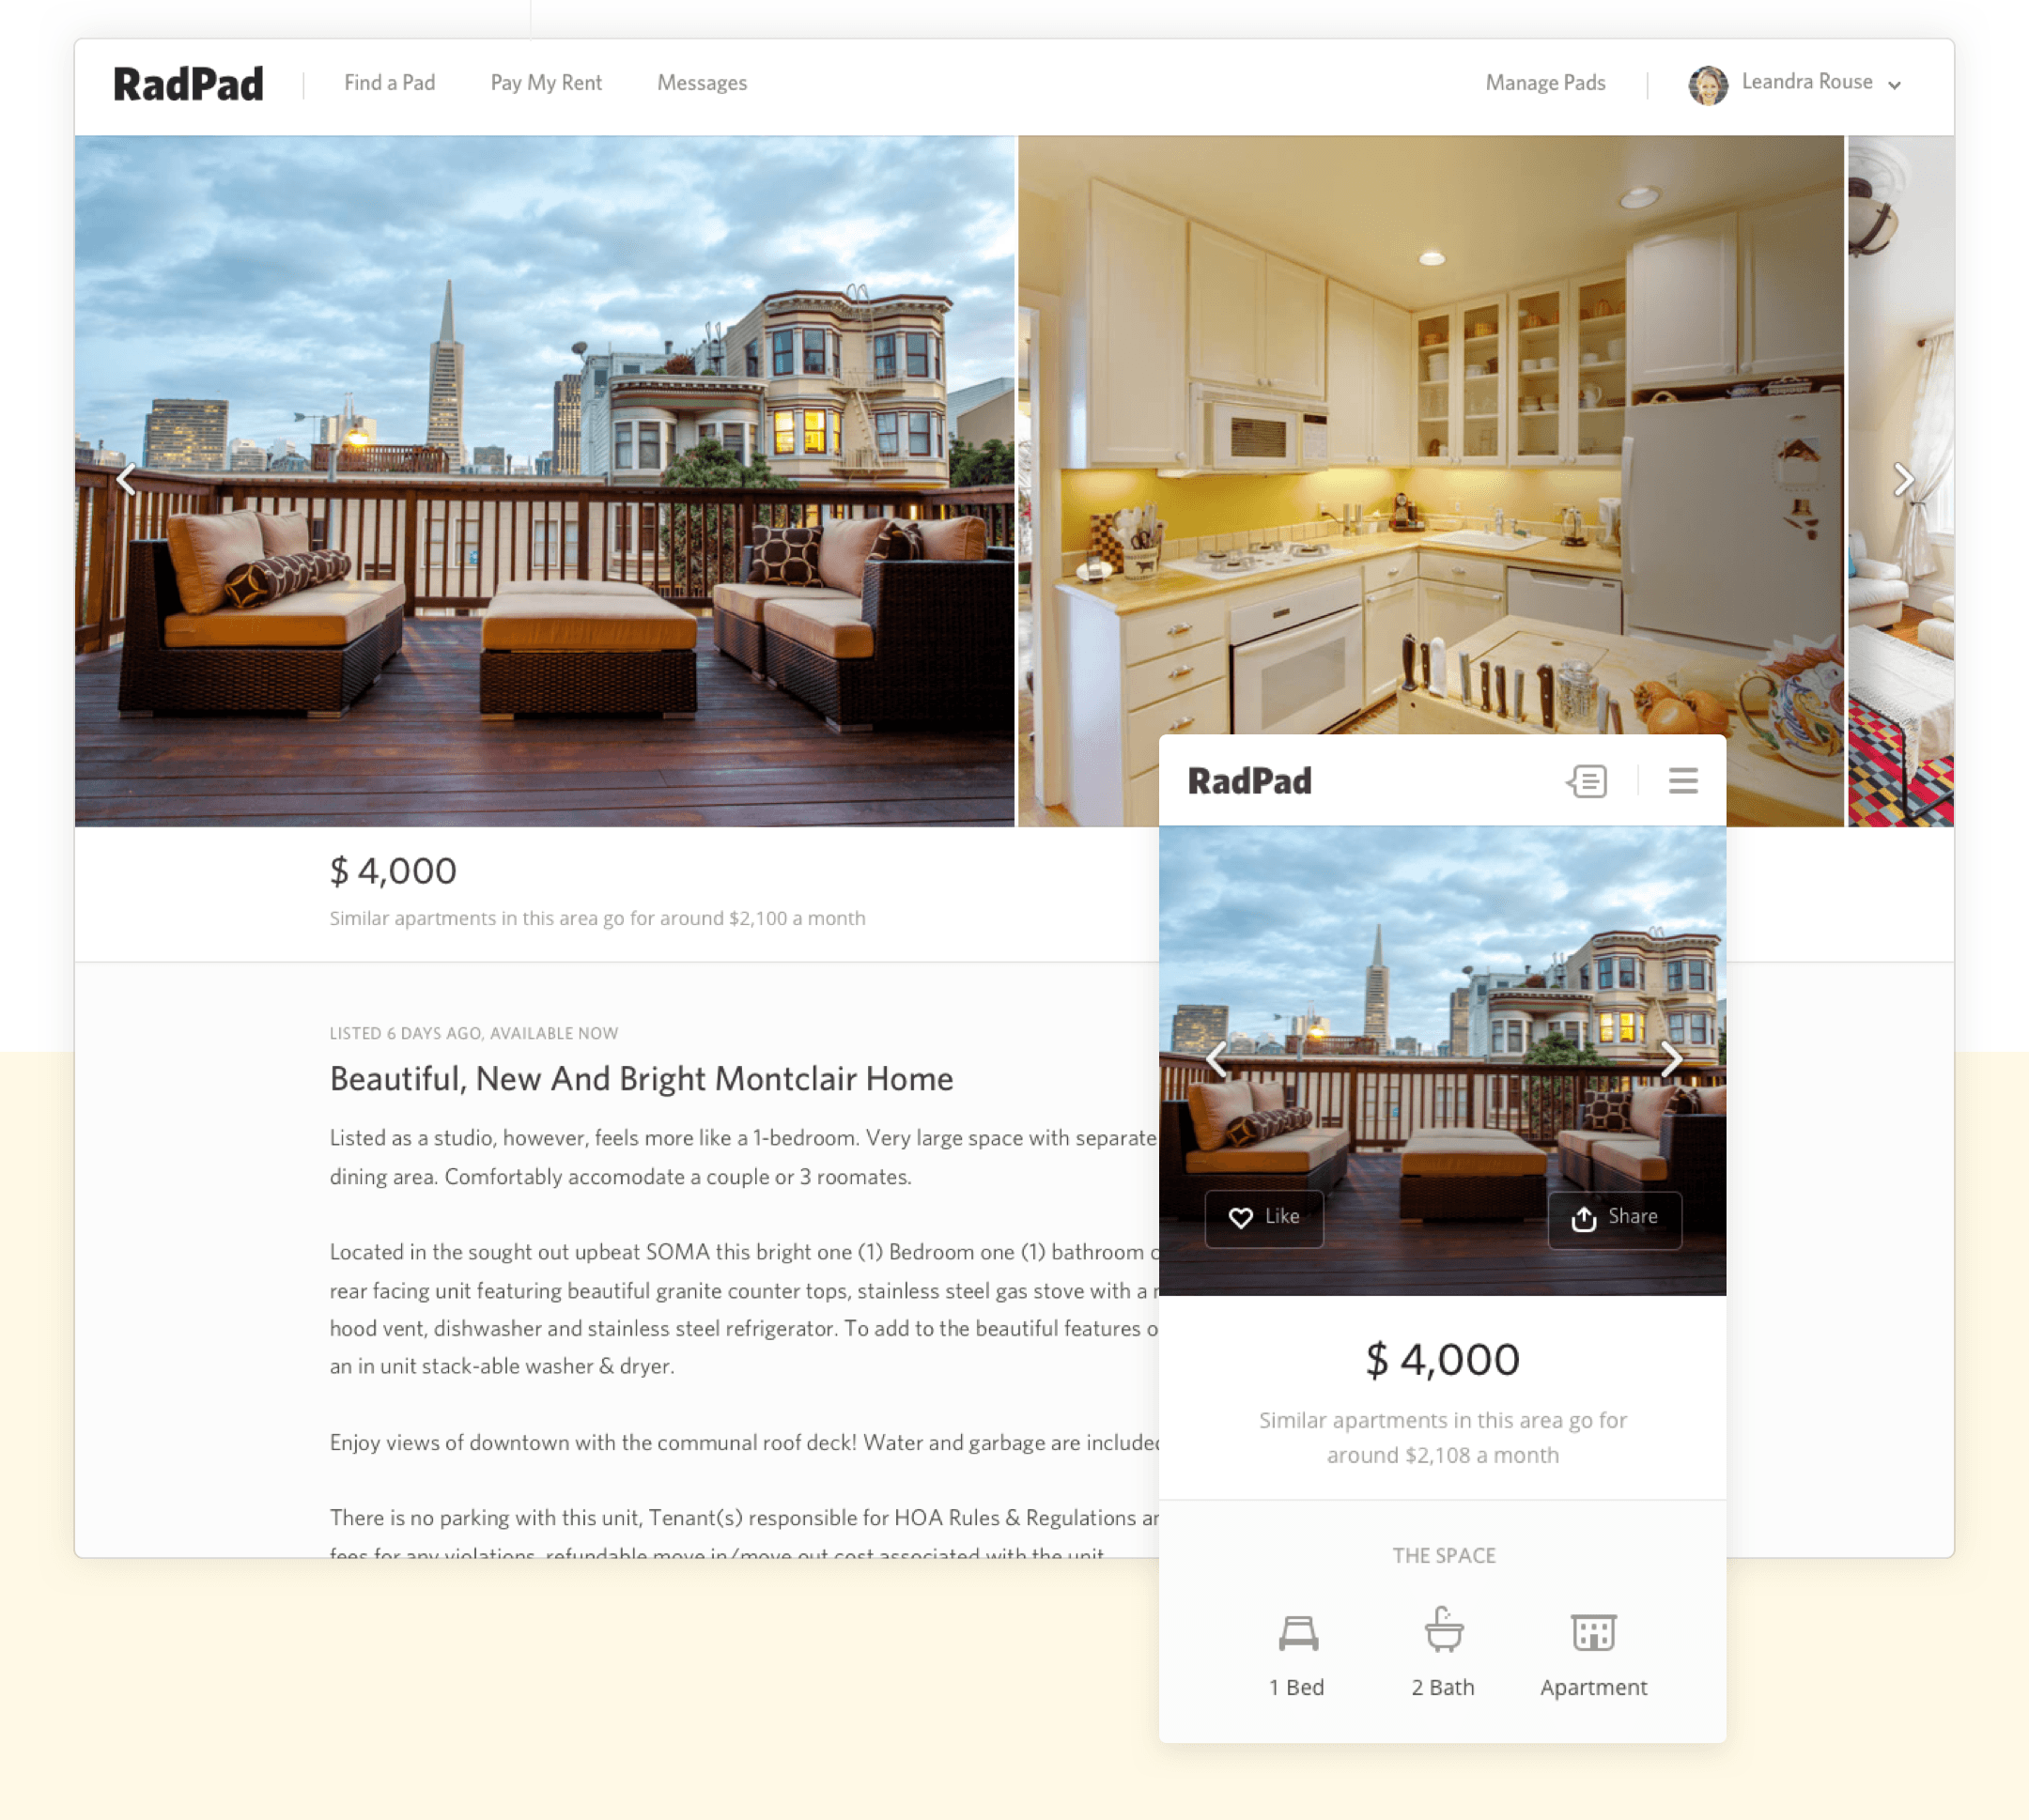 RadPad
Find a Pad
Pay My Rent
Messages
Manage Pads
Leandra Rouse
$ 4,000
Similar apartments in this area go for around $2,100 a month
LISTED 6 DAYS AGO, AVAILABLE NOW
Beautiful, New And Bright Montclair Home
Listed as a studio, however, feels more like a 1-bedroom. Very large space with separate
dining area. Comfortably accomodate a couple or 3 roomates.
Located in the sought out upbeat SOMA this bright one (1) Bedroom one (1) bathroom
rear facing unit featuring beautiful granite counter tops, stainless steel gas stove with a
hood vent, dishwasher and stainless steel refrigerator. To add to the beautiful features
an in unit stack-able washer & dryer.
Enjoy views of downtown with the communal roof deck! Water and garbage are included
There is no parking with this unit, Tenant(s) responsible for HOA Rules & Regulations
fees for any violations, refundable move in/move out cost associated with the unit
RadPad
Like
Share
$ 4,000
Similar apartments in this area go for
around $2,108 a month
THE SPACE
1 Bed
2 Bath
Apartment